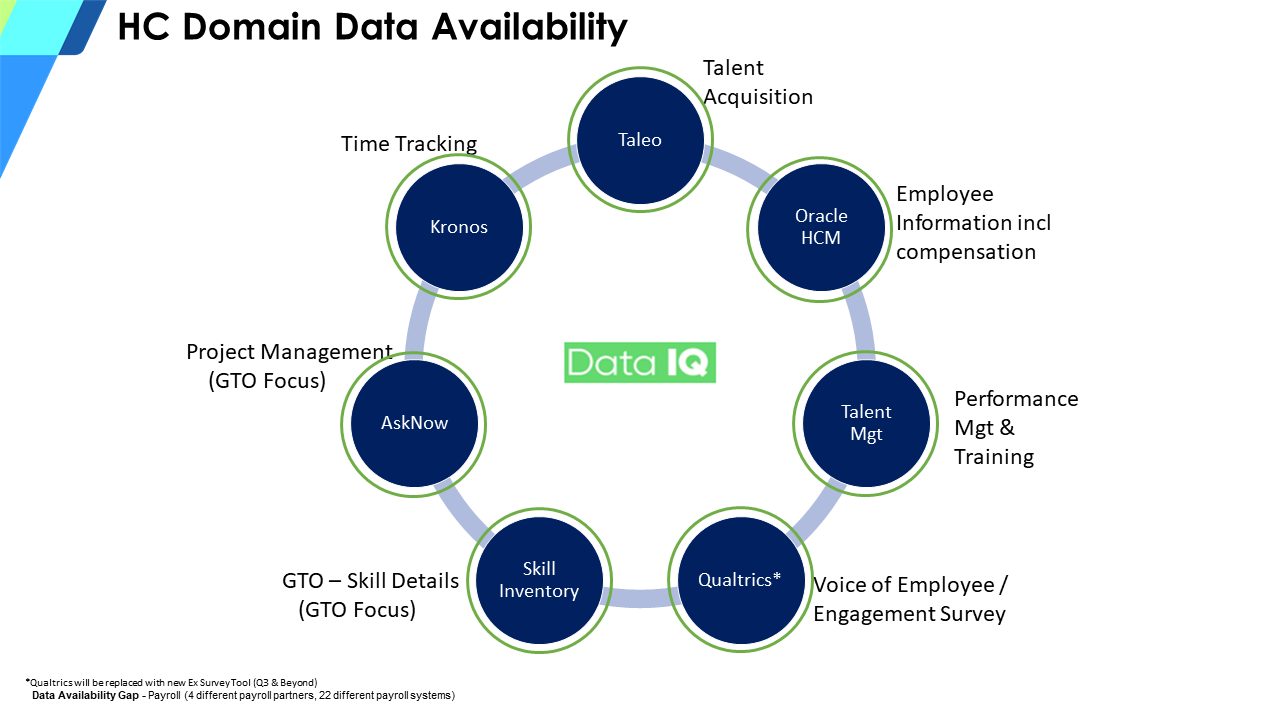 HC Domain Data Availability
Talent
Acquisition
Taleo
Time Tracking
Kronos
Oracle
HCM
Employee
Information incl
compensation
Data IQ
Project Management
(GTO Focus)
AskNow
Talent
Mgt
Performance
Mgt &
Training
GTO – Skill Details
(GTO Focus)
Skill
Inventory
Qualtrics*
Voice of Employee /
Engagement Survey
*Qualtrics will be replaced with new Ex Survey Tool (Q3 & Beyond)
Data Availability Gap - Payroll (4 different payroll partners, 22 different payroll systems)